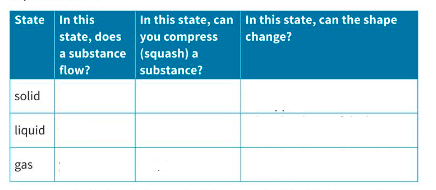 State In this In this state, can In this state, can the shape
state, does you compress change?
a substance (squash) a
flow? substance?
solid
liquid
gas